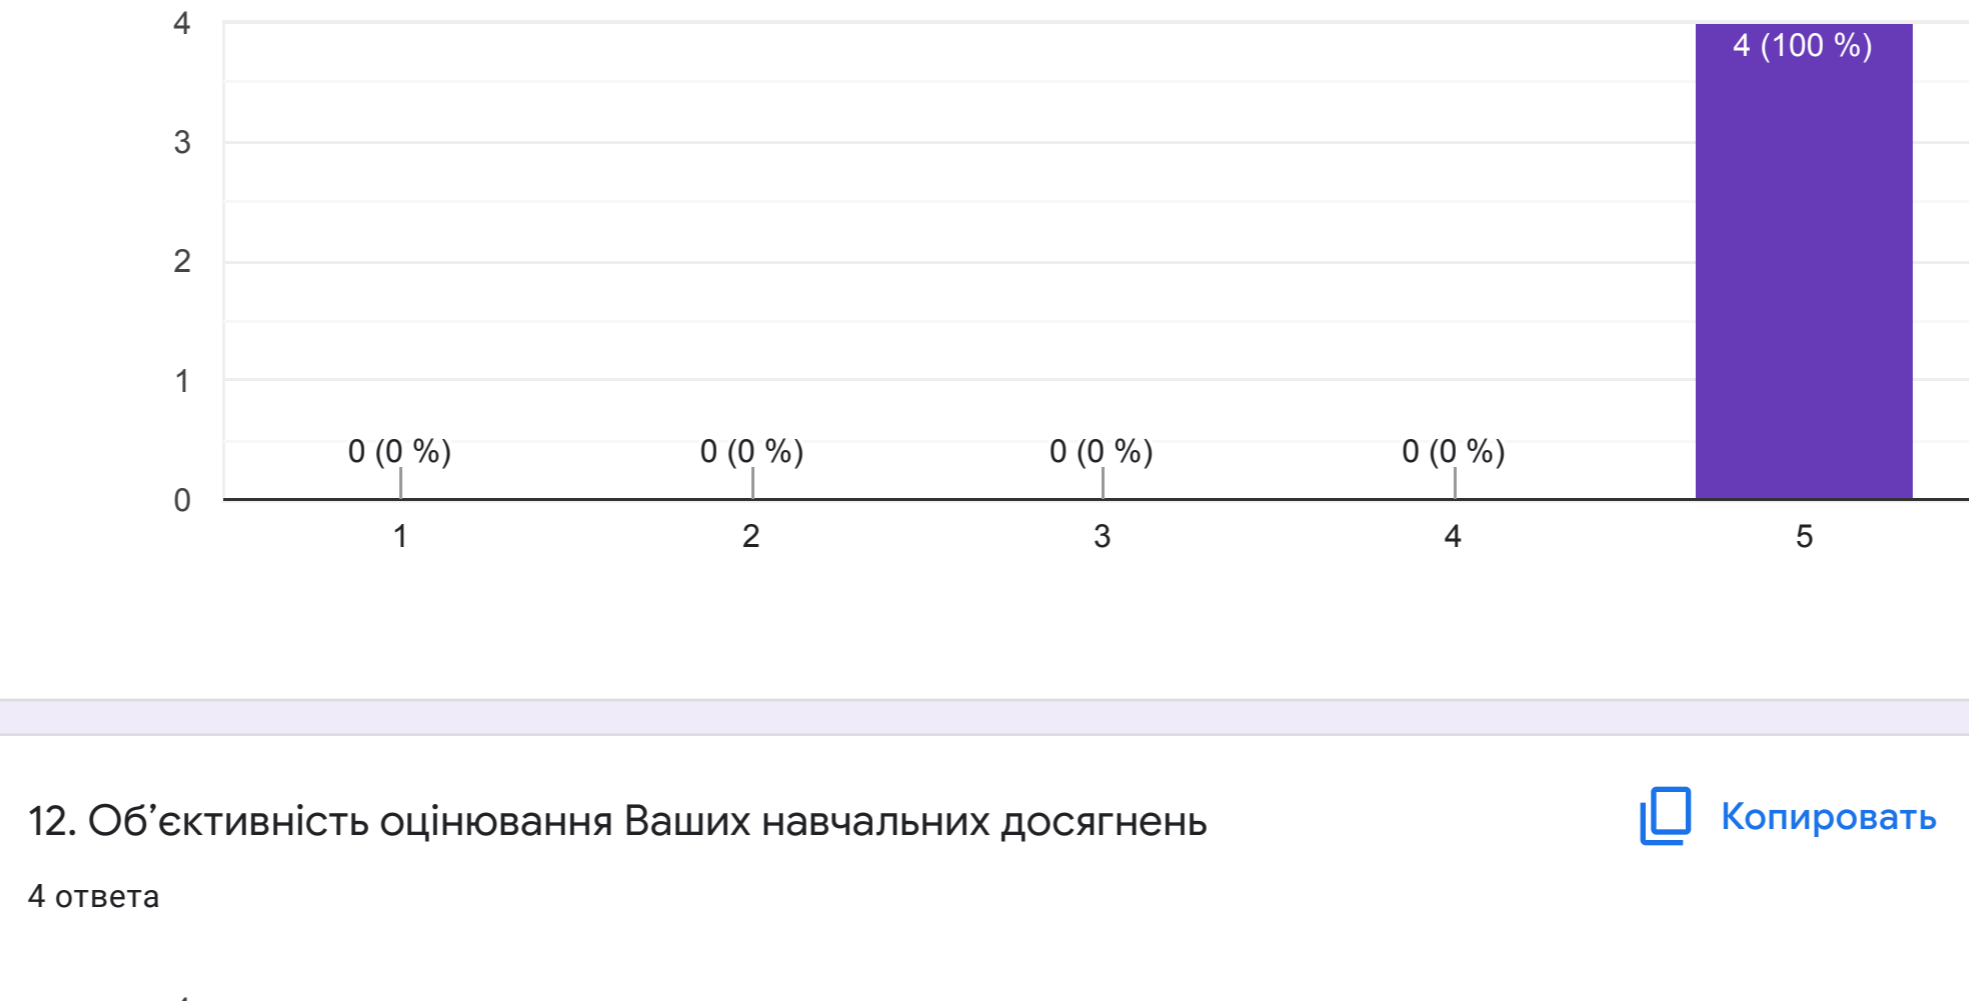 4
4 (100 %)
3
2
1
0 (0 %) 0 (0 %) 0 (0 %) 0 (0 %)
0
1 2 3 4 5
12. Об’єктивність оцінювання Ваших навчальних досягнень
Копировать
4 ответа